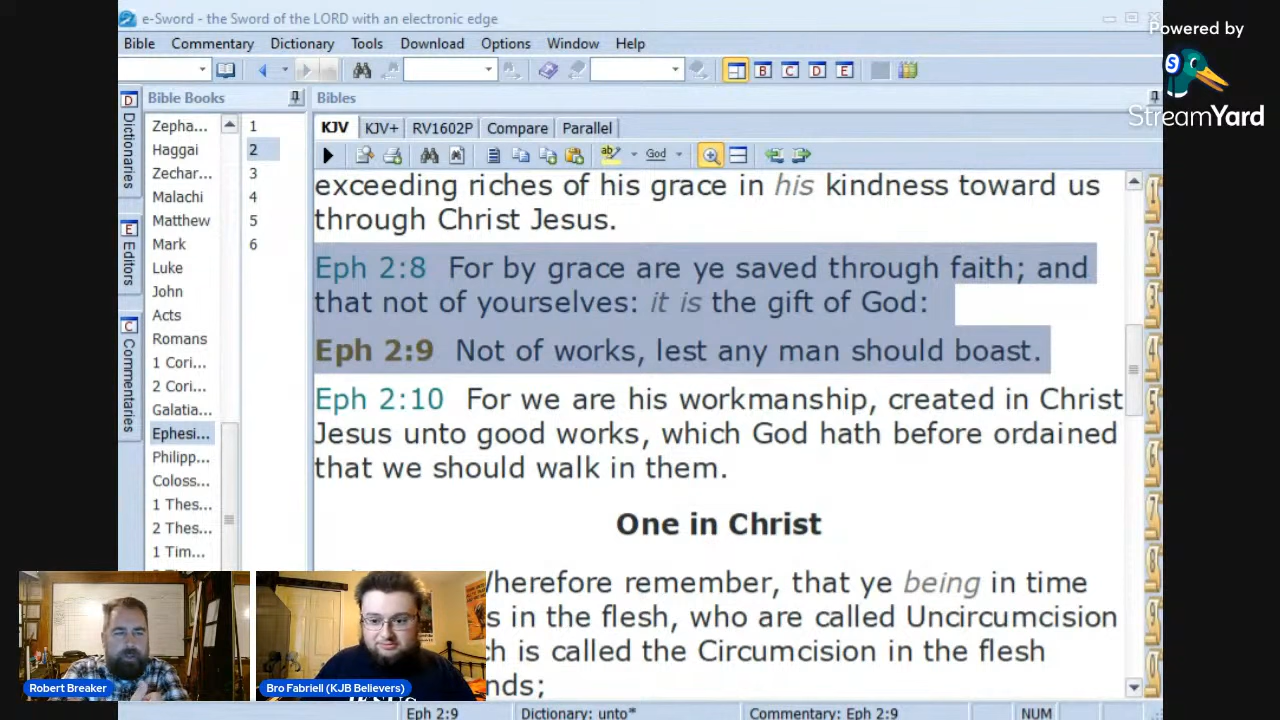 e-Sword - the Sword of the LORD with an electronic edge
Powered by
StreamYard
Bible Commentary Dictionary Tools Download Options Window Help
B C D E
D Dictionaries
E Editors
C Commentaries
Bible Books
Zepha...
Haggai
Zechar...
Malachi
Matthew
Mark
Luke
John
Acts
Romans
1 Cori...
2 Cori...
Galatia...
Ephesi...
Philipp...
Coloss...
1 Thes...
2 Thes...
1 Tim...
1
2
3
4
5
6
Bibles
KJV KJV+ RV1602P Compare Parallel
ab God
exceeding riches of his grace in his kindness toward us
through Christ Jesus.
Eph 2:8 For by grace are ye saved through faith; and
that not of yourselves: it is the gift of God:
Eph 2:9 Not of works, lest any man should boast.
Eph 2:10 For we are his workmanship, created in Christ
Jesus unto good works, which God hath before ordained
that we should walk in them.
One in Christ
Wherefore remember, that ye being in time
s in the flesh, who are called Uncircumcision
ch is called the Circumcision in the flesh
nds;
Robert Breaker
Bro Fabriell (KJB Believers)
Eph 2:9 Dictionary: unto* Commentary: Eph 2:9 NUM